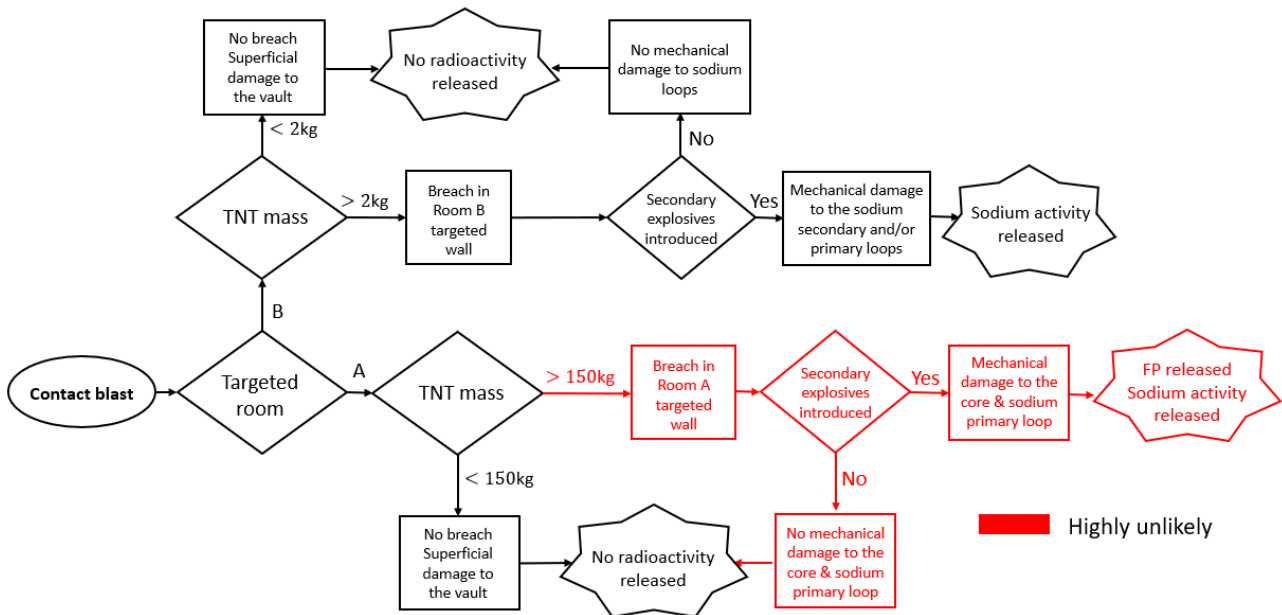 No breach
Superficial
damage to
the vault
No radioactivity
released
No mechanical
damage to sodium
loops
< 2kg
No
TNT mass
> 2kg
Breach in
Room B
targeted
wall
Secondary
explosives
introduced
Yes
Mechanical damage
to the sodium
secondary and/or
primary loops
Sodium activity
released
B
Contact blast
Targeted
room
A
TNT mass
> 150kg
Breach in
Room A
targeted
wall
Secondary
explosives
introduced
Yes
Mechanical
damage to the
core & sodium
primary loop
FP released
Sodium activity
released
< 150kg
No
No breach
Superficial
damage to
the vault
No radioactivity
released
No mechanical
damage to the
core & sodium
primary loop
Highly unlikely